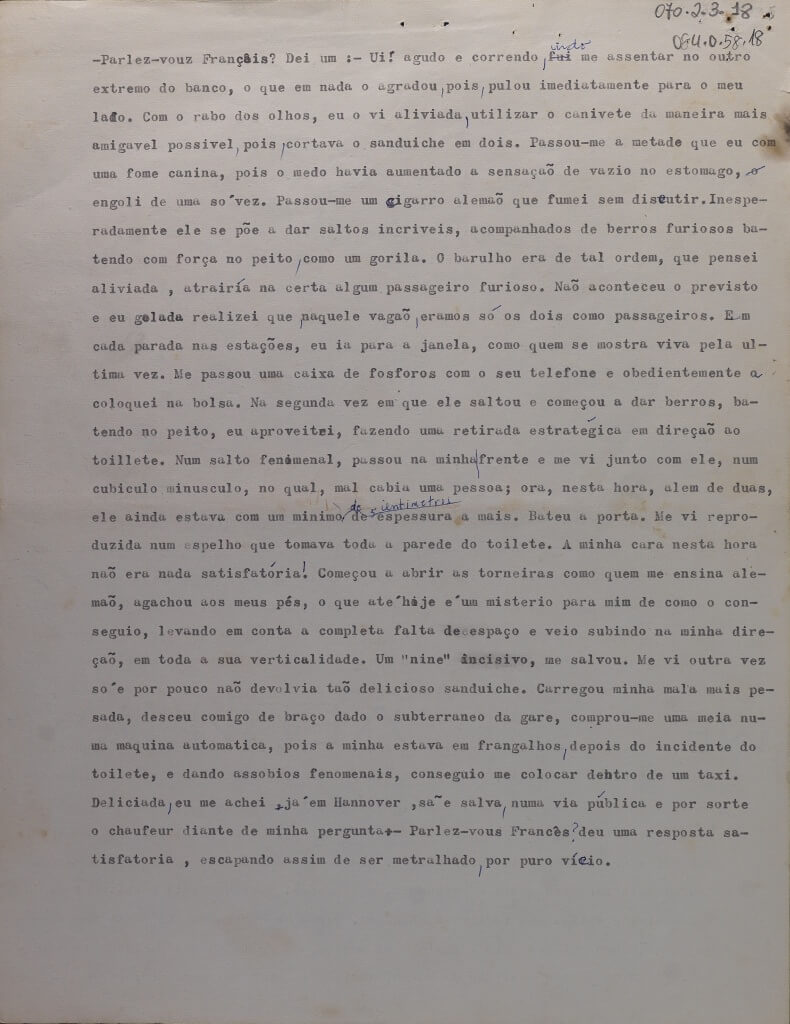 070.2.3.18
084.0.58.18
-Parlez-vouz Français? Dei um :- Ui! agudo e correndo, fui indo me assentar no outro
extremo do banco, o que em nada o agradou, pois, pulou imediatamente para o meu
lado. Com o rabo dos olhos, eu o vi aliviada, utilizar o canivete da maneira mais
amigavel possivel, pois, cortava o sanduiche em dois. Passou-me a metade que eu com
uma fome canina, pois o medo havia aumentado a sensação de vazio no estomago, o
engoli de uma so´vez. Passou-me um cigarro alemão que fumei sem discutir. Inespe-
radamente ele se põe a dar saltos incriveis, acompanhados de berros furiosos ba-
tendo com força no peito, como um gorila. O barulho era de tal ordem, que pensei
aliviada , atrairía na certa algum passageiro furioso. Naõ aconteceu o previsto
e eu gelada realizei que, naquele vagaõ, eramos só os dois como passageiros. Em
cada parada nas estações, eu ia para a janela, como quem se mostra viva pela ul-
tima vez. Me passou uma caixa de fosforos com o seu telefone e obedientemente a
coloquei na bolsa. Na segunda vez em que ele saltou e começou a dar berros, ba-
tendo no peito, eu aproveitei, fazendo uma retirada estratégica em direçaõ ao
toillete. Num salto fenomenal, passou na minha frente e me vi junto com ele, num
cubiculo minusculo, no qual, mal cabia uma pessoa; ora, nesta hora, alem de duas,
ele ainda estava com um minimo de cientimetros de espessura a mais. Bateu a porta. Me vi repro-
duzida num espelho que tomava toda a parede do toilete. A minha cara nesta hora
naõ era nada satisfatória! Começou a abrir as torneiras como quem me ensina ale-
maõ, agachou aos meus pés, o que ate´hoje e´um misterio para mim de como o con-
seguio, levando em conta a completa falta de espaço e veio subindo na minha dire-
çaõ, em toda a sua verticalidade. Um "nine" incisivo, me salvou. Me vi outra vez
so´e por pouco naõ devolvia taõ delicioso sanduiche. Carregou minha mala mais pe-
sada, desceu comigo de braço dado o subterraneo da gare, comprou-me uma meia nu-
ma maquina automatica, pois a minha estava em frangalhos, depois do incidente do
toilete, e dando assobios fenomenais, conseguio me colocar dentro de um taxi.
Deliciada, eu me achei , ja´em Hannover , sa˜e salva, numa via pública e por sorte
o chaufeur diante de minha pergunta:- Parlez-vous Francês? deu uma resposta sa-
tisfatoria , escapando assim de ser metralhado, por puro vício.